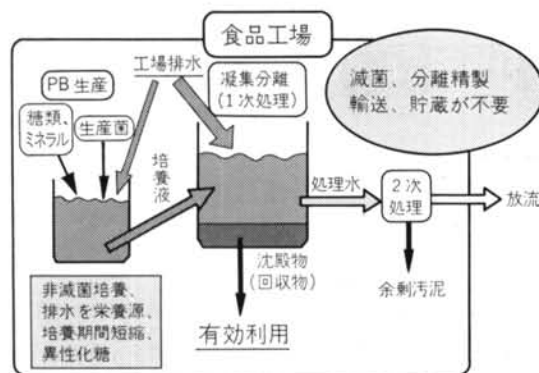 食品工場
工場排水
PB生産
糖類、
ミネラル
生産菌
凝集分離
(1次処理)
減菌、分離精製
輸送、貯蔵が不要
培養液
処理水
2次
処理
放流
沈殿物
(回収物)
余剰汚泥
有効利用
非滅菌培養、
排水を栄養源、
培養期間短縮、
異性化糖